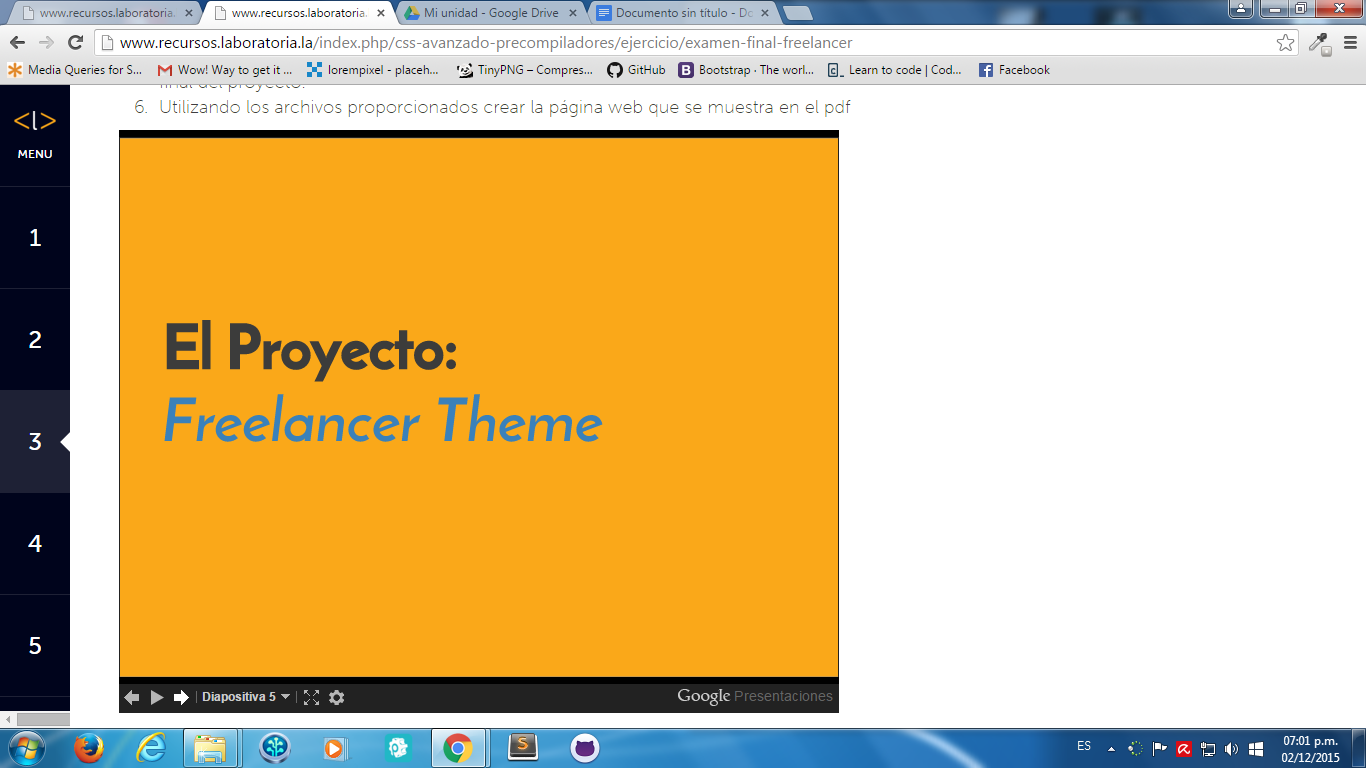 www.recursos.laboratoria.
www.recursos.laboratoria.
Mi unidad - Google Drive
Documento sin título - Do
www.recursos.laboratoria.la/index.php/css-avanzado-precompiladores/ejercicio/examen-final-freelancer
Media Queries for S...
Wow! Way to get it ...
lorempixel - placeh...
TinyPNG – Compres...
GitHub
Bootstrap · The worl...
Learn to code | Cod...
Facebook
final del proyecto.
6. Utilizando los archivos proporcionados crear la página web que se muestra en el pdf
<l>
MENU
1
2
3
4
5
El Proyecto:
Freelancer Theme
Diapositiva 5
Google Presentaciones
ES
07:01 p.m.
02/12/2015